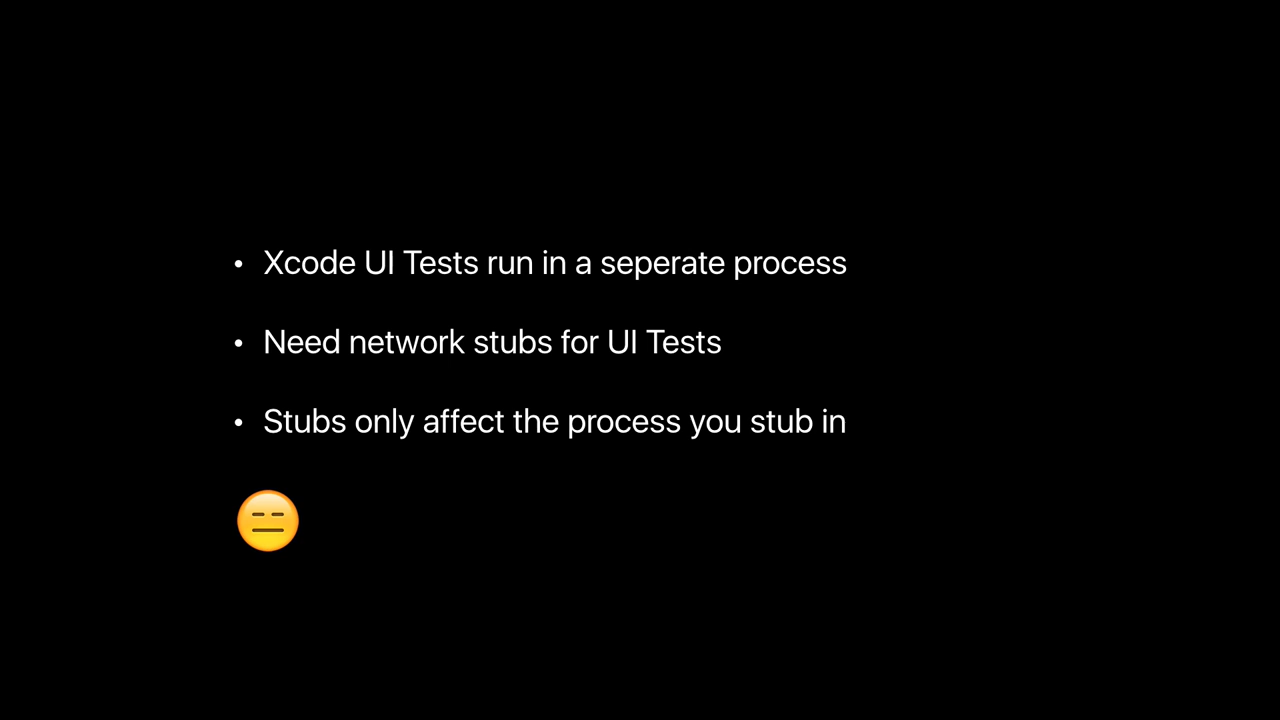 • Xcode UI Tests run in a seperate process
• Need network stubs for UI Tests
• Stubs only affect the process you stub in
😑